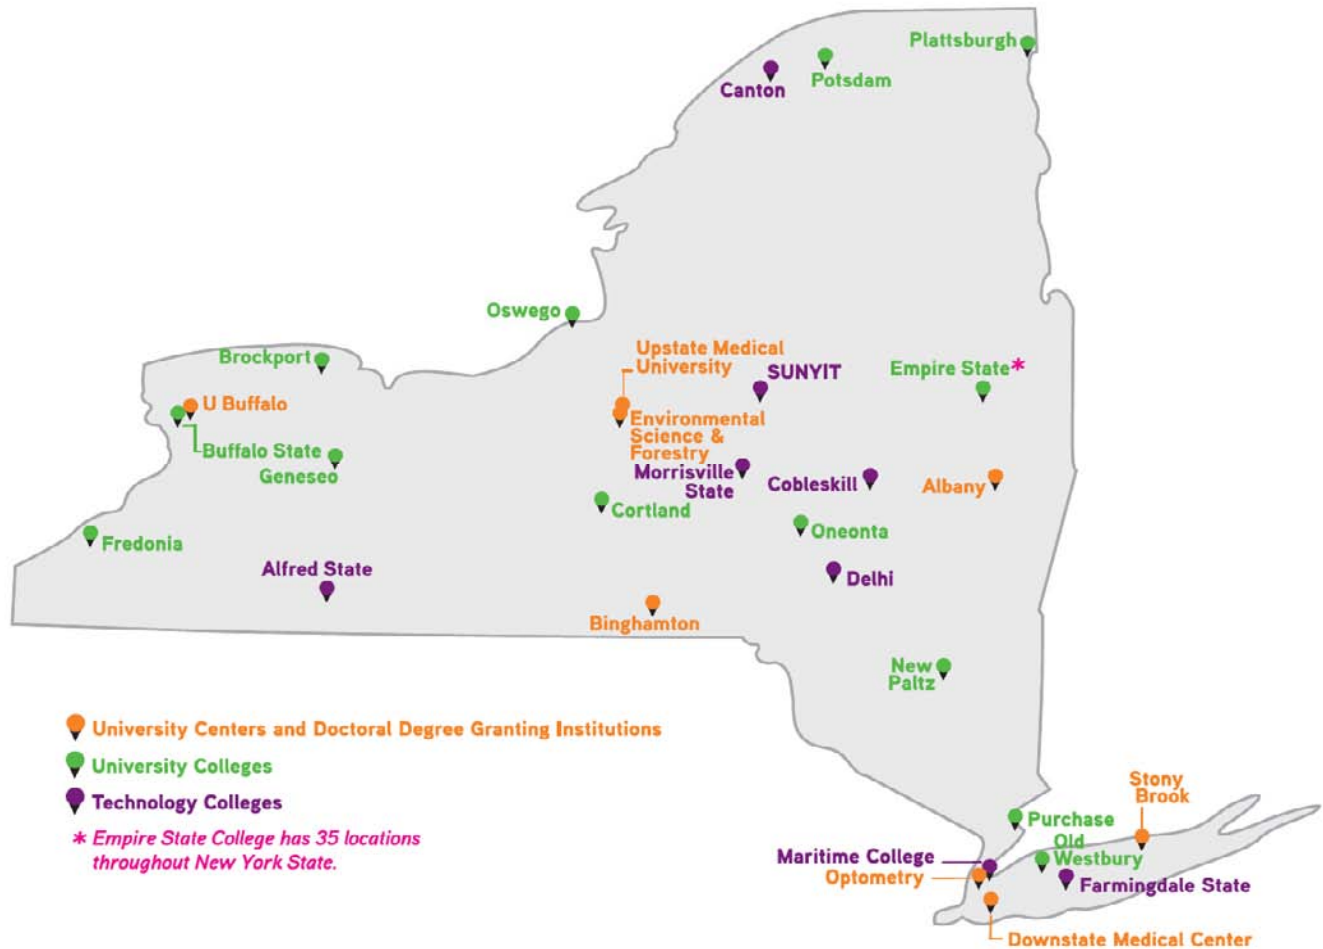 Plattsburgh
Potsdam
Canton
Oswego
Upstate Medical
University
Brockport
SUNYIT
Empire State*
U Buffalo
Environmental
Science &
Forestry
Buffalo State
Geneseo
Morrisville
State
Cobleskill
Albany
Cortland
Oneonta
Fredonia
Alfred State
Delhi
Binghamton
New
Paltz
University Centers and Doctoral Degree Granting Institutions
University Colleges
Technology Colleges
* Empire State College has 35 locations
throughout New York State.
Stony
Brook
Purchase
Old
Westbury
Maritime College
Optometry
Farmingdale State
Downstate Medical Center